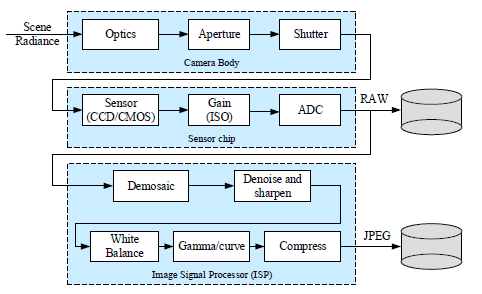 Scene
Radiance
Optics
Aperture
Shutter
Camera Body
Sensor
(CCD/CMOS)
Gain
(ISO)
ADC
RAW
Sensor chip
Demosaic
Denoise and
sharpen
White
Balance
Gamma/curve
Compress
JPEG
Image Signal Processor (ISP)